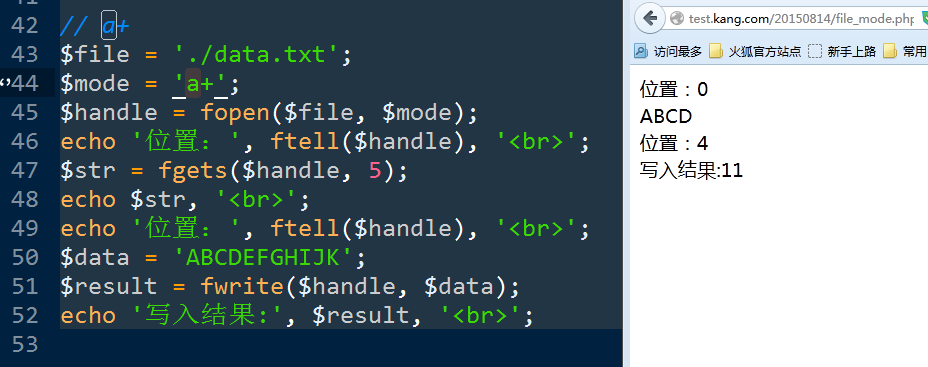 41
42 // a+
43 $file = './data.txt';
44 $mode = 'a+';
45 $handle = fopen($file, $mode);
46 echo '位置: ', ftell($handle), '<br>';
47 $str = fgets($handle, 5);
48 echo $str, '<br>';
49 echo '位置: ', ftell($handle), '<br>';
50 $data = 'ABCDEFGHIJK';
51 $result = fwrite($handle, $data);
52 echo '写入结果:', $result, '<br>';
53
test.kang.com/20150814/file_mode.php
访问最多 火狐官方站点 新手上路 常用
位置：0
ABCD
位置：4
写入结果:11